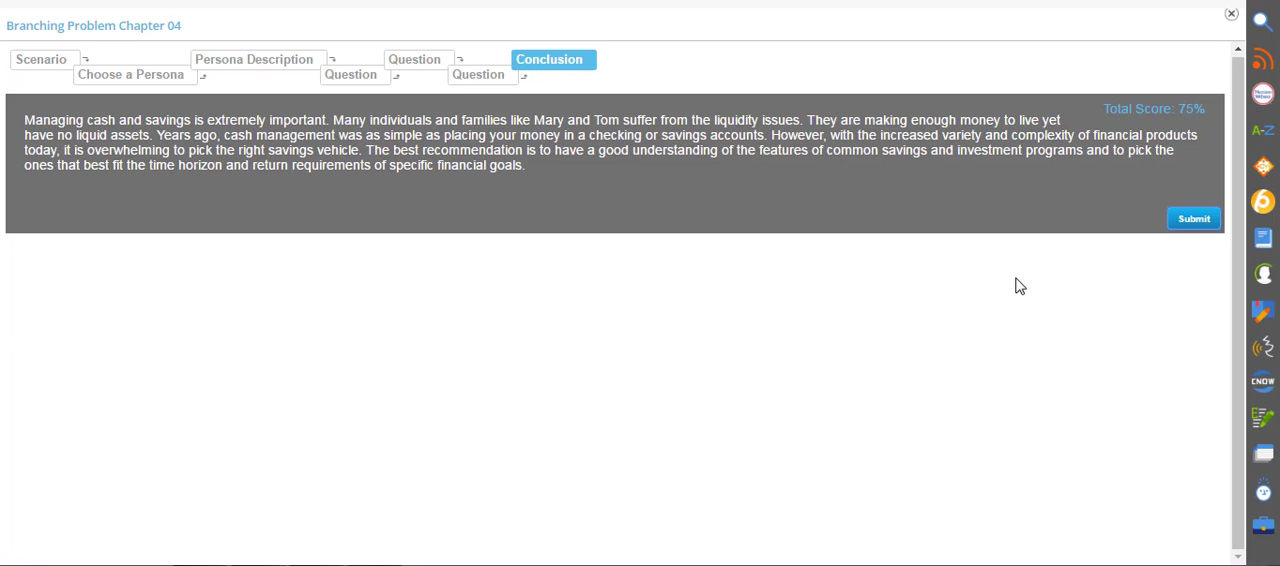 Branching Problem Chapter 04
Scenario
Persona Description
Question
Conclusion
Choose a Persona
Question
Question
Total Score: 75%
Managing cash and savings is extremely important. Many individuals and families like Mary and Tom suffer from the liquidity issues. They are making enough money to live yet
have no liquid assets. Years ago, cash management was as simple as placing your money in a checking or savings accounts. However, with the increased variety and complexity of financial products
today, it is overwhelming to pick the right savings vehicle. The best recommendation is to have a good understanding of the features of common savings and investment programs and to pick the
ones that best fit the time horizon and return requirements of specific financial goals.
Submit
A-Z
CNOW